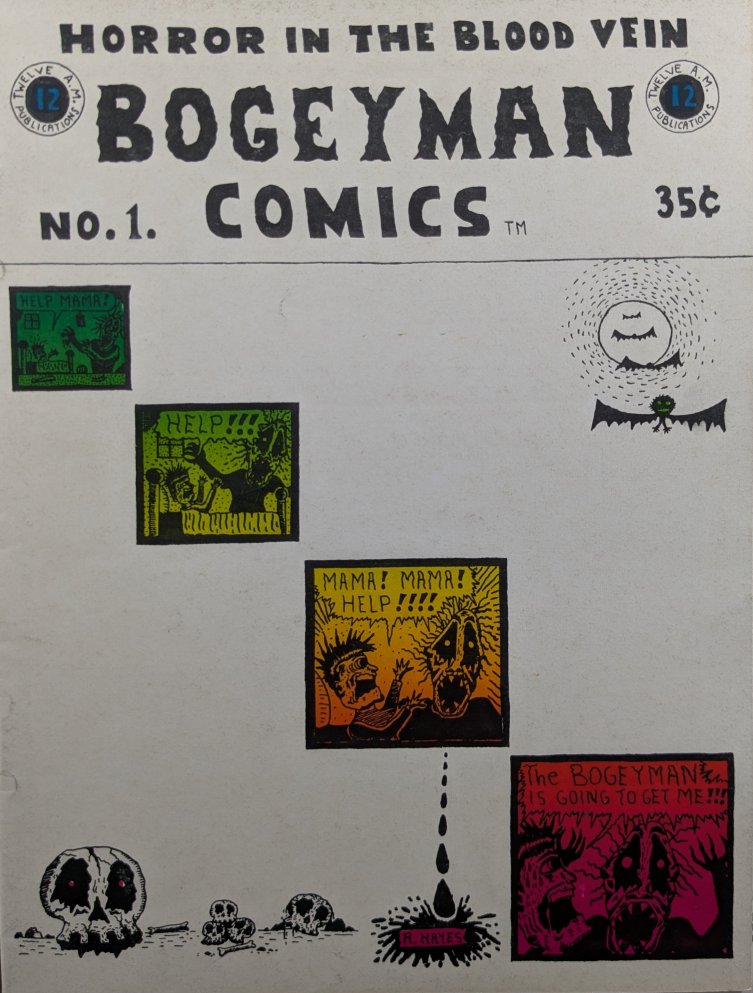 HORROR IN THE BLOOD VEIN
TWELVE A.M.
12
PUBLICATIONS
BOGEYMAN
TWELVE A.M.
12
PUBLICATIONS
NO. 1.
COMICS TM
35¢
HELP MAMA!
HELP!!!
MAMA! MAMA!
HELP!!!!
The BOGEYMAN
IS GOING TO GET ME!!!
R. HAYES